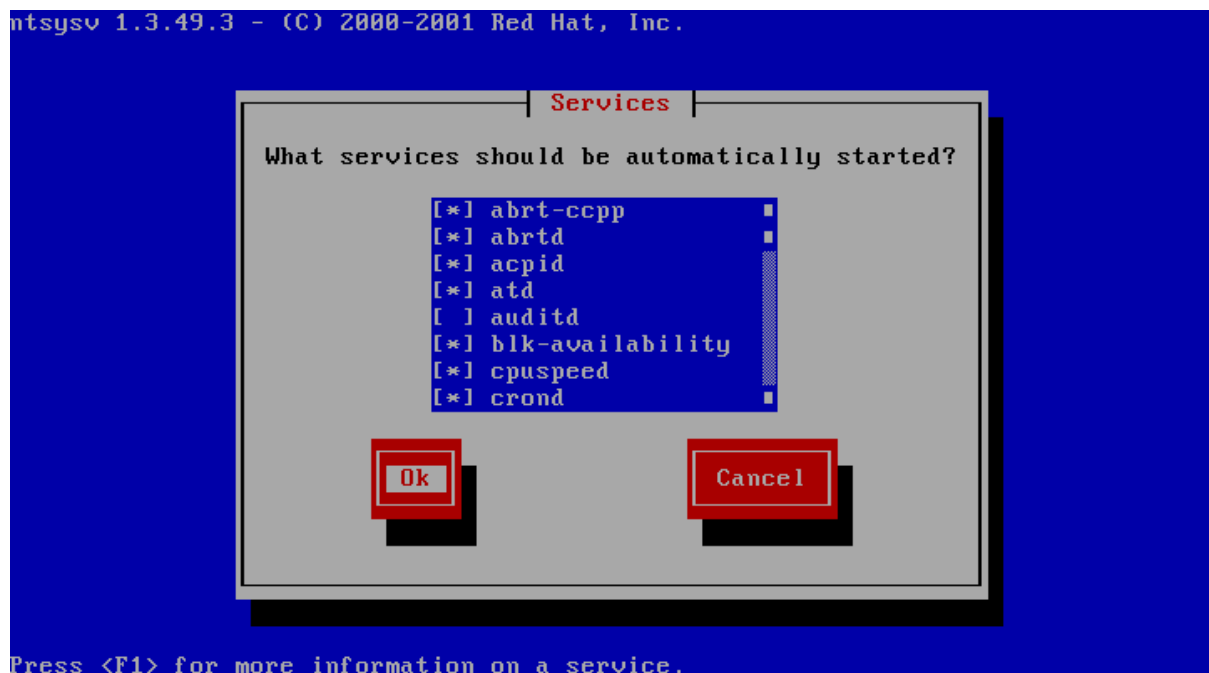 ntsysv 1.3.49.3 - (C) 2000-2001 Red Hat, Inc.
Services
What services should be automatically started?
[*] abrt-ccpp
[*] abrtd
[*] acpid
[*] atd
[ ] auditd
[*] blk-availability
[*] cpuspeed
[*] crond
Ok Cancel
Press <F1> for more information on a service.